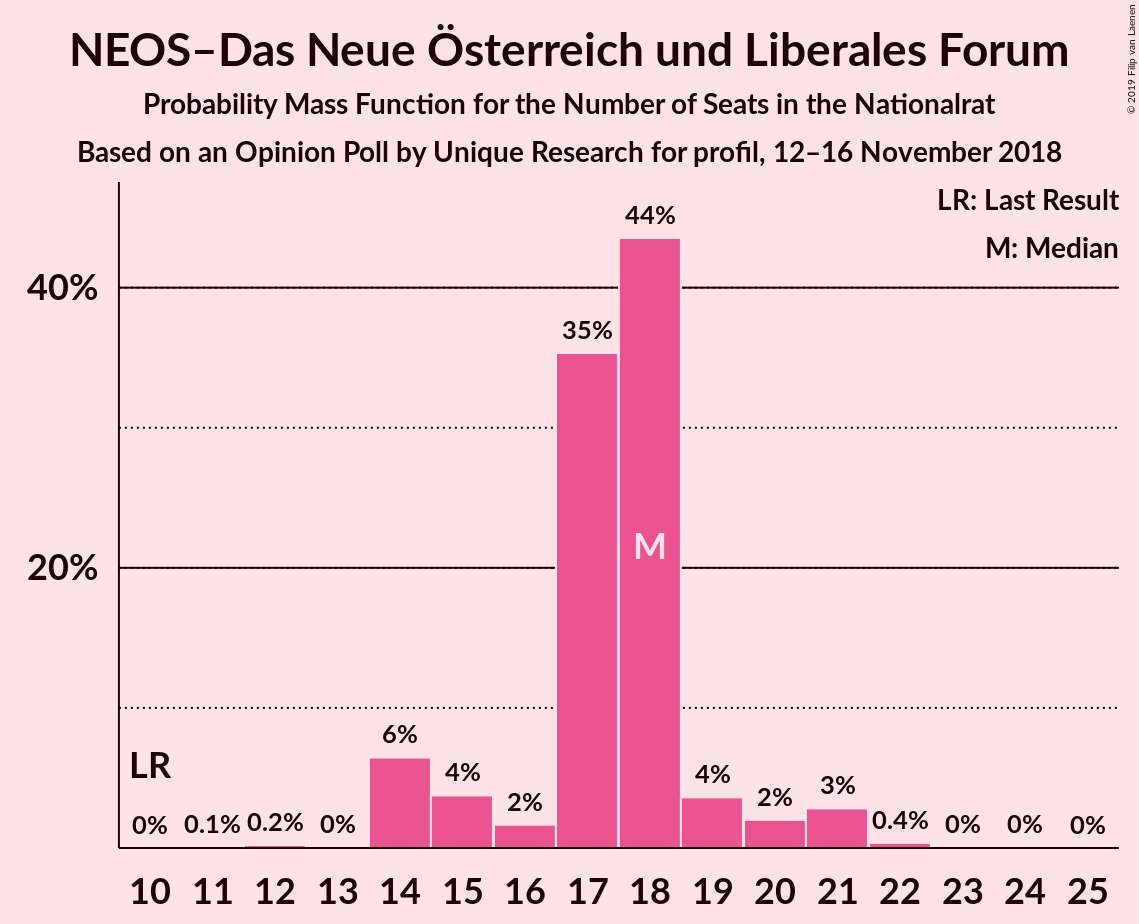 NEOS–Das Neue Österreich und Liberales Forum
Probability Mass Function for the Number of Seats in the Nationalrat
Based on an Opinion Poll by Unique Research for profil, 12–16 November 2018
© 2019 Filip van Laenen
LR: Last Result
M: Median
44%
40%
35%
M
20%
6%
LR
4%
2%
4%
2%
3%
0% 0.1% 0.2% 0% 0.4% 0% 0% 0%
10 11 12 13 14 15 16 17 18 19 20 21 22 23 24 25